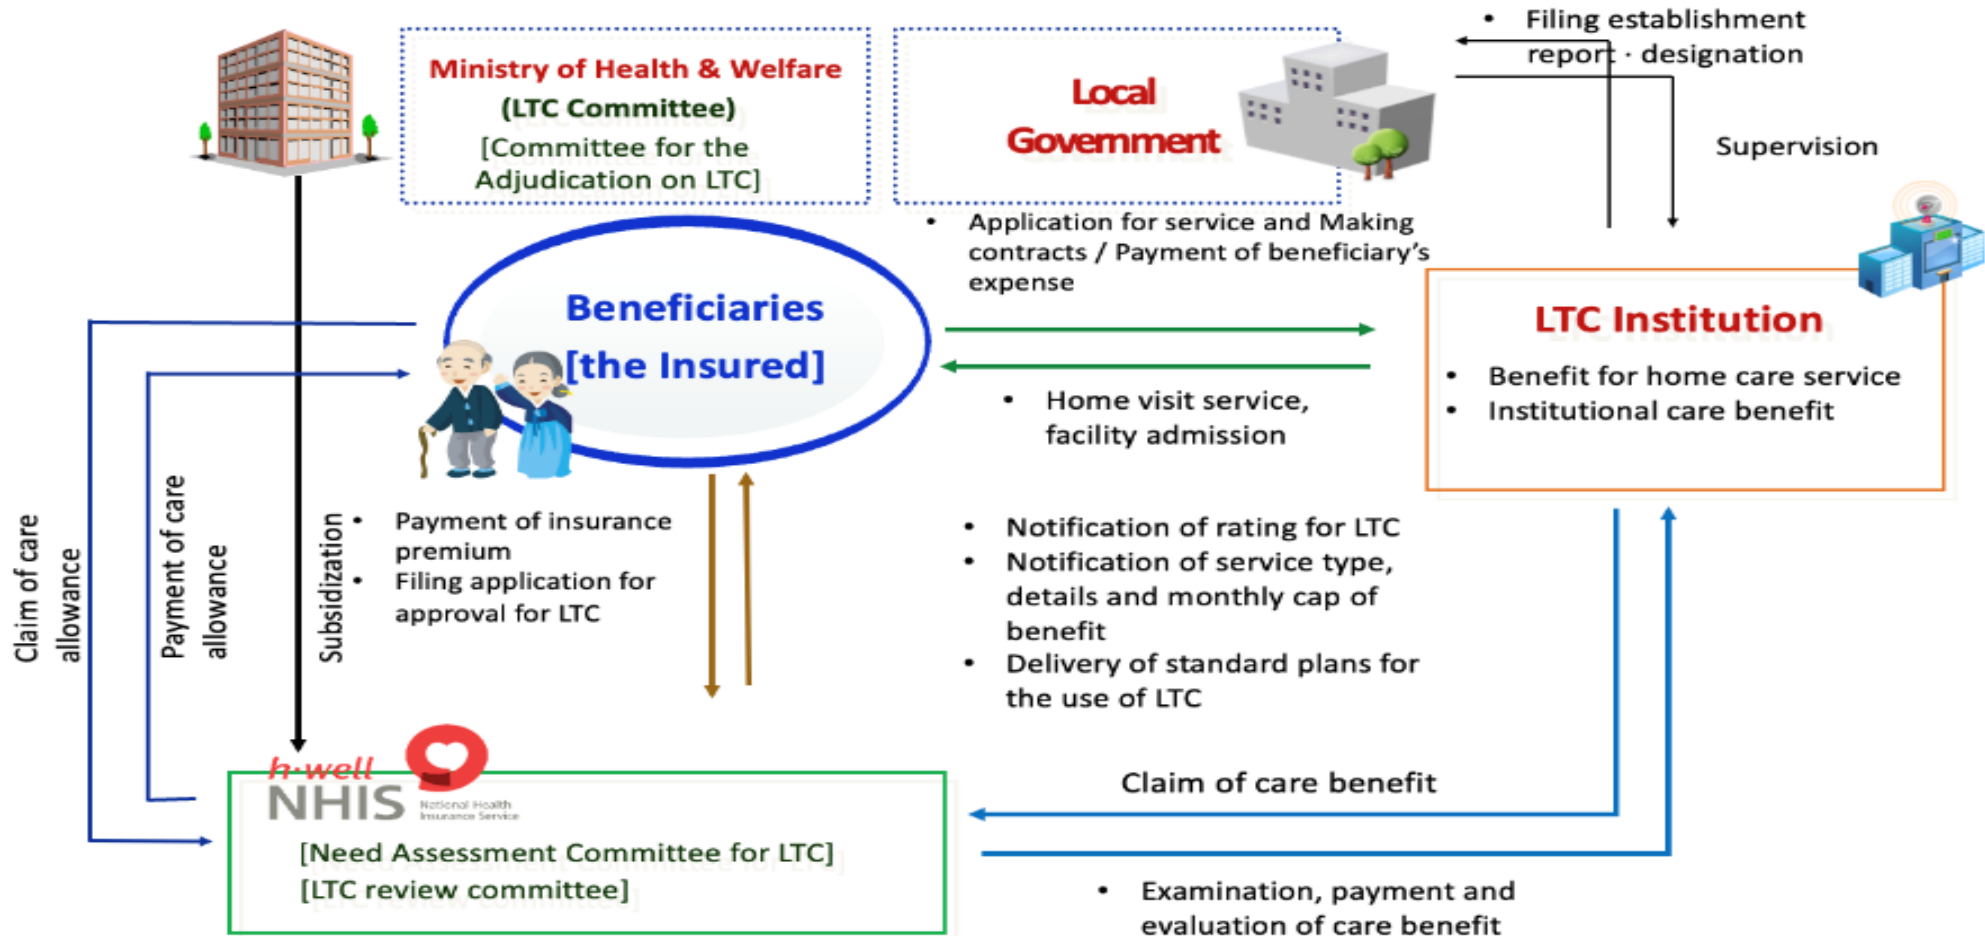 Filing establishment
report · designation
Ministry of Health & Welfare
(LTC Committee)
[Committee for the
Adjudication on LTC]
Local
Government
Supervision
Application for service and Making
contracts / Payment of beneficiary's
expense
Beneficiaries
[the Insured]
LTC Institution
Benefit for home care service
Institutional care benefit
Home visit service,
facility admission
Claim of care
allowance
Payment of care
allowance
Subsidization
Payment of insurance
premium
Filing application for
approval for LTC
Notification of rating for LTC
Notification of service type,
details and monthly cap of
benefit
Delivery of standard plans for
the use of LTC
h·well
NHIS
National Health
Insurance Service
[Need Assessment Committee for LTC]
[LTC review committee]
Claim of care benefit
Examination, payment and
evaluation of care benefit